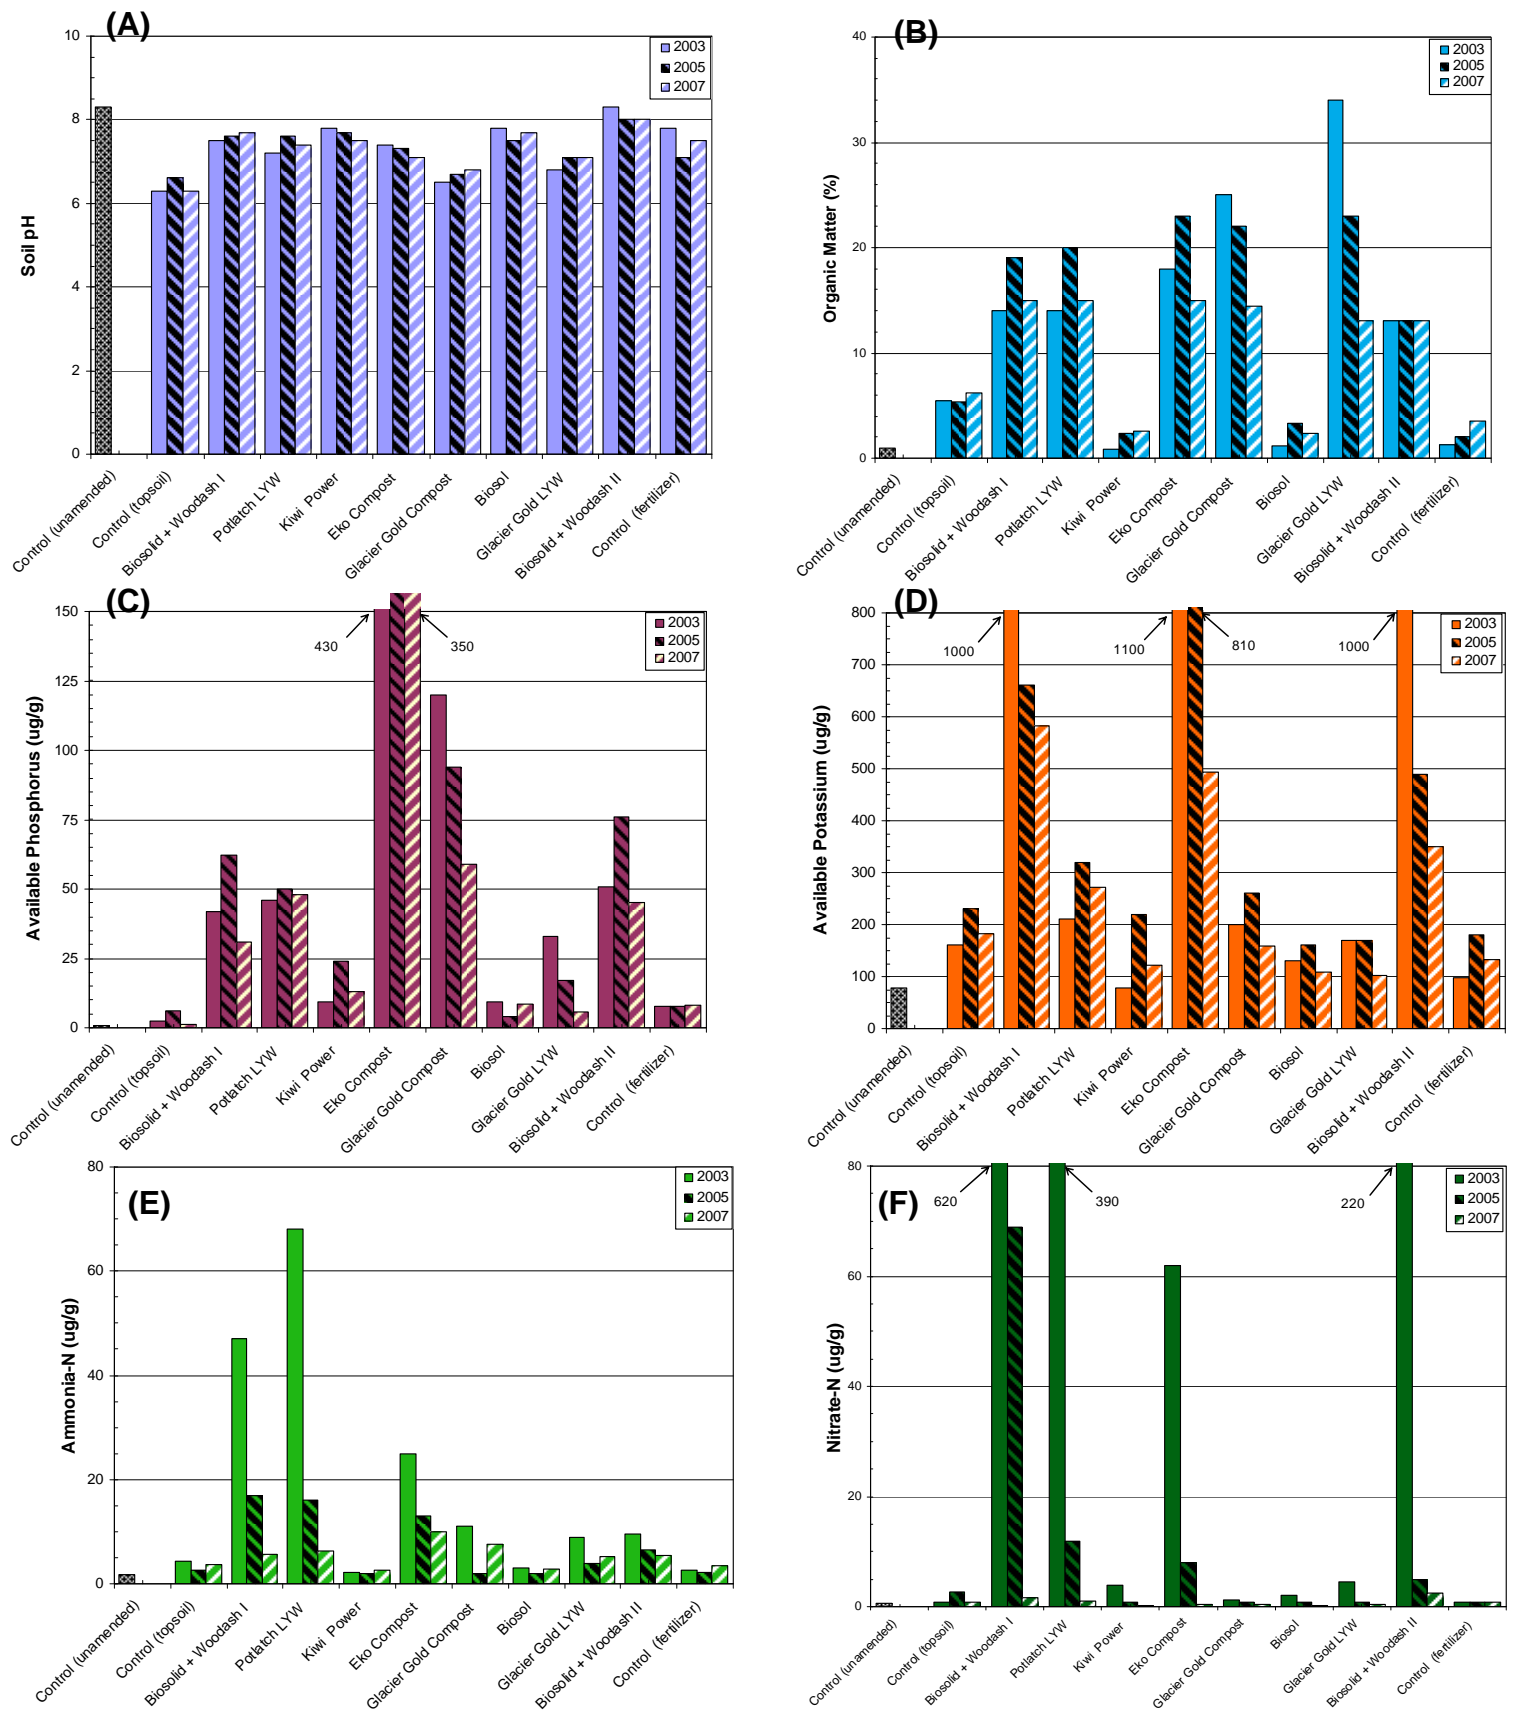 (A)
10
8
6
4
2
0
Soil pH
2003
2005
2007
Control (unamended)
Control (topsoil)
Biosolid + Woodash I
Potlatch LYW
Kiwi Power
Eko Compost
Glacier Gold Compost
Biosol
Glacier Gold LYW
Biosolid + Woodash II
Control (fertilizer)
(B)
40
30
20
10
0
Organic Matter (%)
2003
2005
2007
Control (unamended)
Control (topsoil)
Biosolid + Woodash I
Potlatch LYW
Kiwi Power
Eko Compost
Glacier Gold Compost
Biosol
Glacier Gold LYW
Biosolid + Woodash II
Control (fertilizer)
(C)
150
125
100
75
50
25
0
Available Phosphorus (ug/g)
430
350
2003
2005
2007
Control (unamended)
Control (topsoil)
Biosolid + Woodash I
Potlatch LYW
Kiwi Power
Eko Compost
Glacier Gold Compost
Biosol
Glacier Gold LYW
Biosolid + Woodash II
Control (fertilizer)
(D)
800
700
600
500
400
300
200
100
0
Available Potassium (ug/g)
1000
1100
810
1000
2003
2005
2007
Control (unamended)
Control (topsoil)
Biosolid + Woodash I
Potlatch LYW
Kiwi Power
Eko Compost
Glacier Gold Compost
Biosol
Glacier Gold LYW
Biosolid + Woodash II
Control (fertilizer)
(E)
80
60
40
20
0
Ammonia-N (ug/g)
2003
2005
2007
Control (unamended)
Control (topsoil)
Biosolid + Woodash I
Potlatch LYW
Kiwi Power
Eko Compost
Glacier Gold Compost
Biosol
Glacier Gold LYW
Biosolid + Woodash II
Control (fertilizer)
(F)
80
60
40
20
0
Nitrate-N (ug/g)
620
390
220
2003
2005
2007
Control (unamended)
Control (topsoil)
Biosolid + Woodash I
Potlatch LYW
Kiwi Power
Eko Compost
Glacier Gold Compost
Biosol
Glacier Gold LYW
Biosolid + Woodash II
Control (fertilizer)